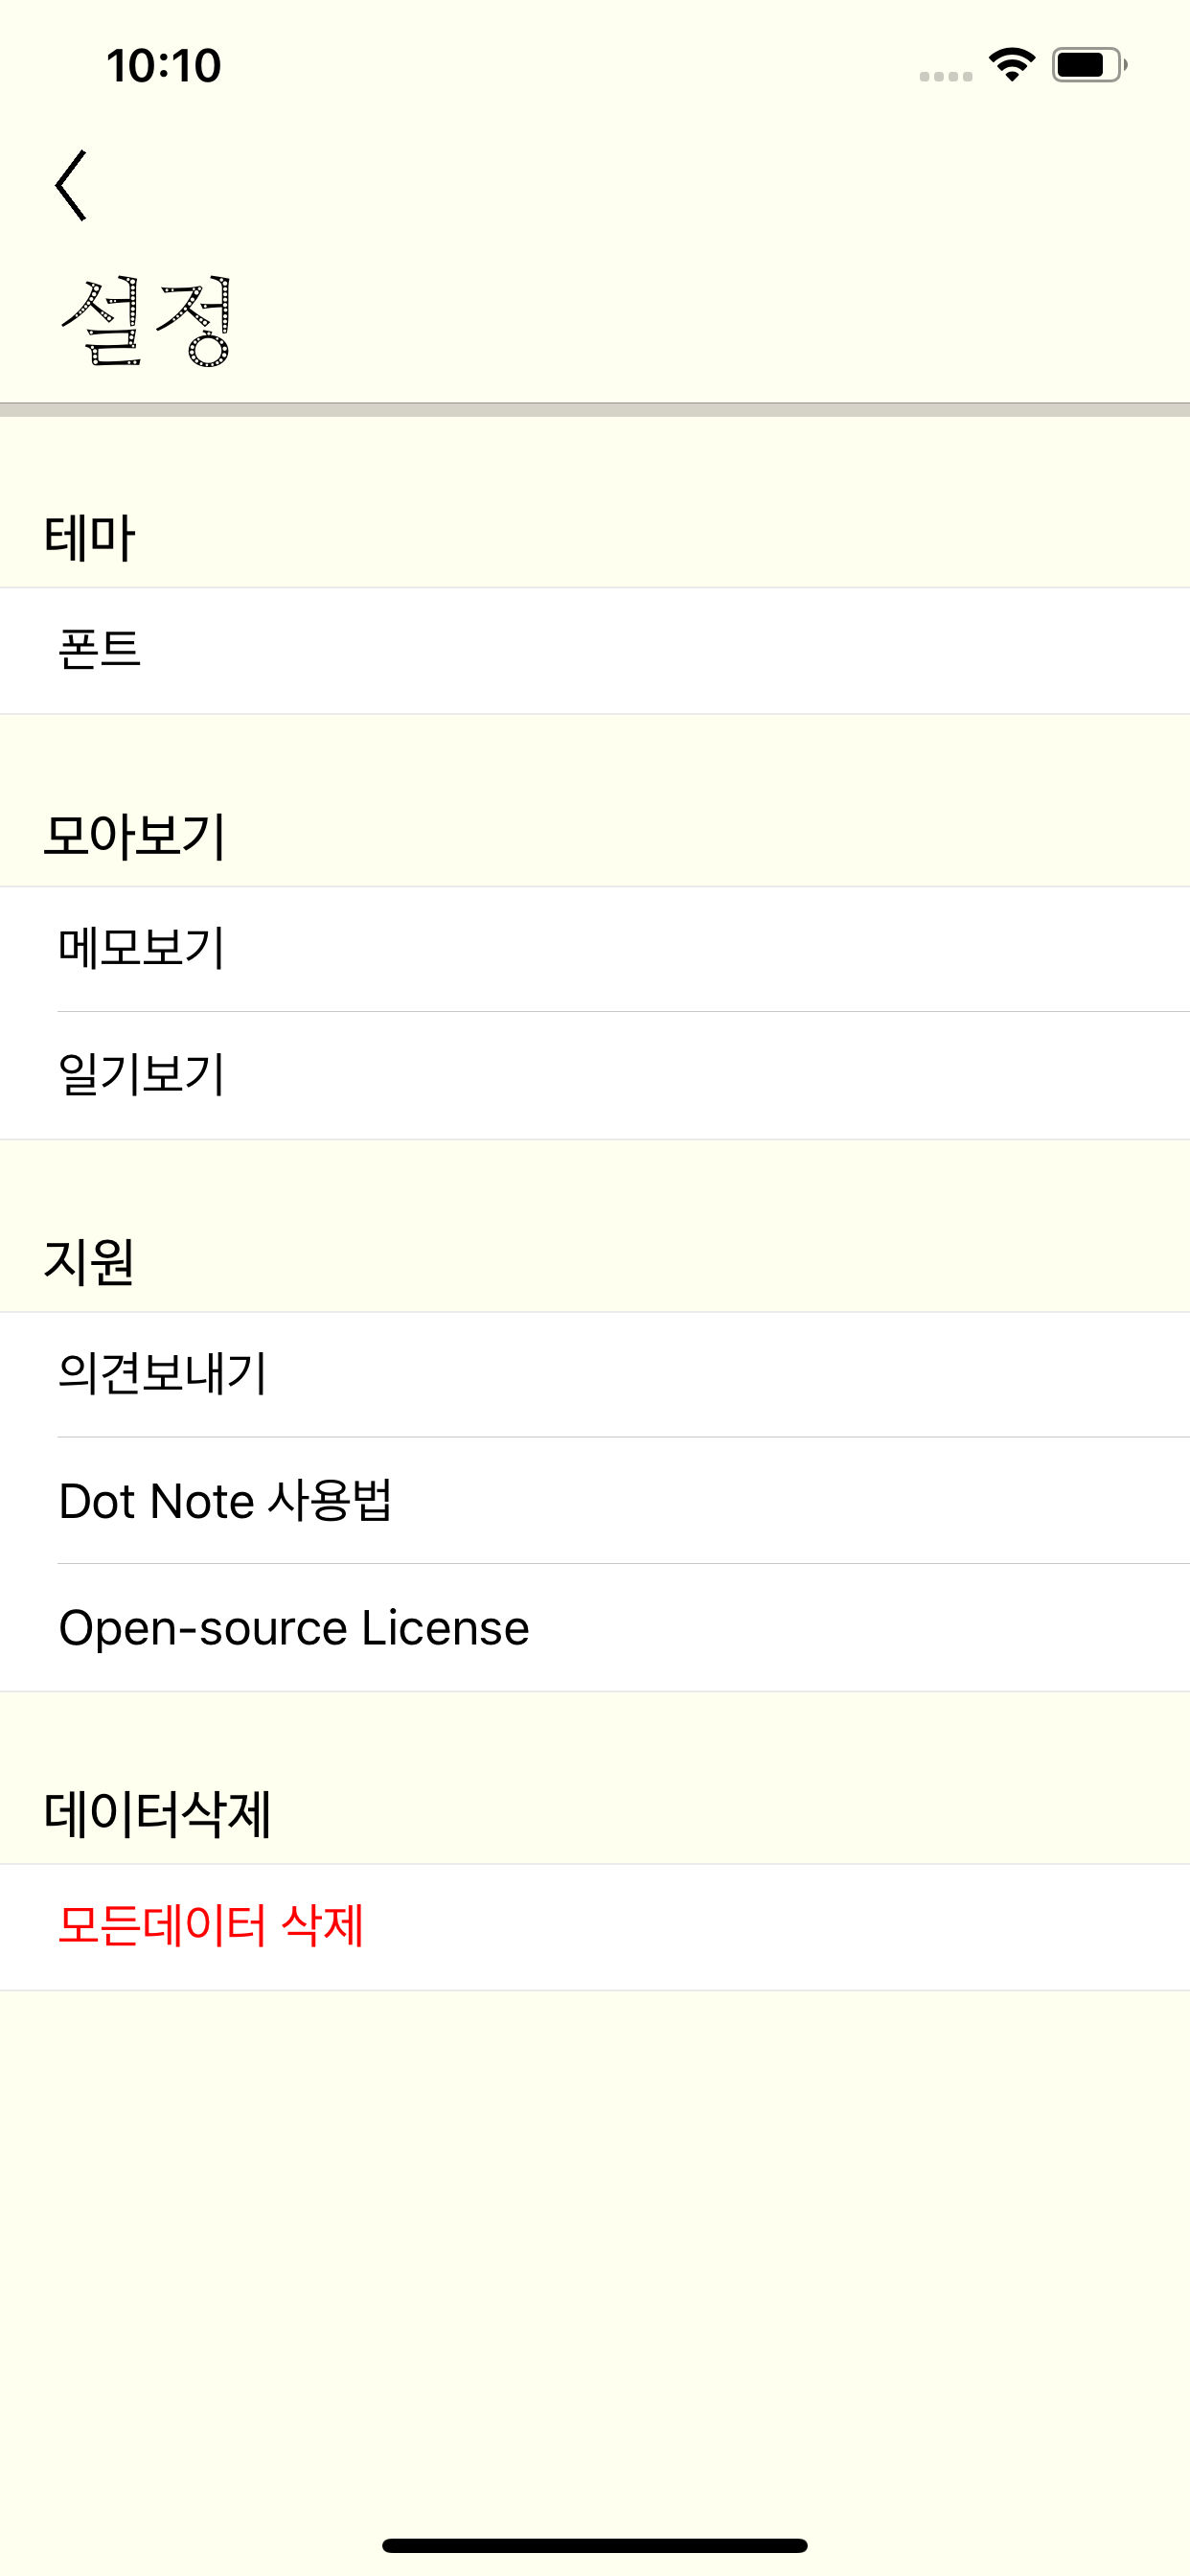 10:10
설정
테마
폰트
모아보기
메모보기
일기보기
지원
의견보내기
Dot Note 사용법
Open-source License
데이터삭제
모든데이터 삭제